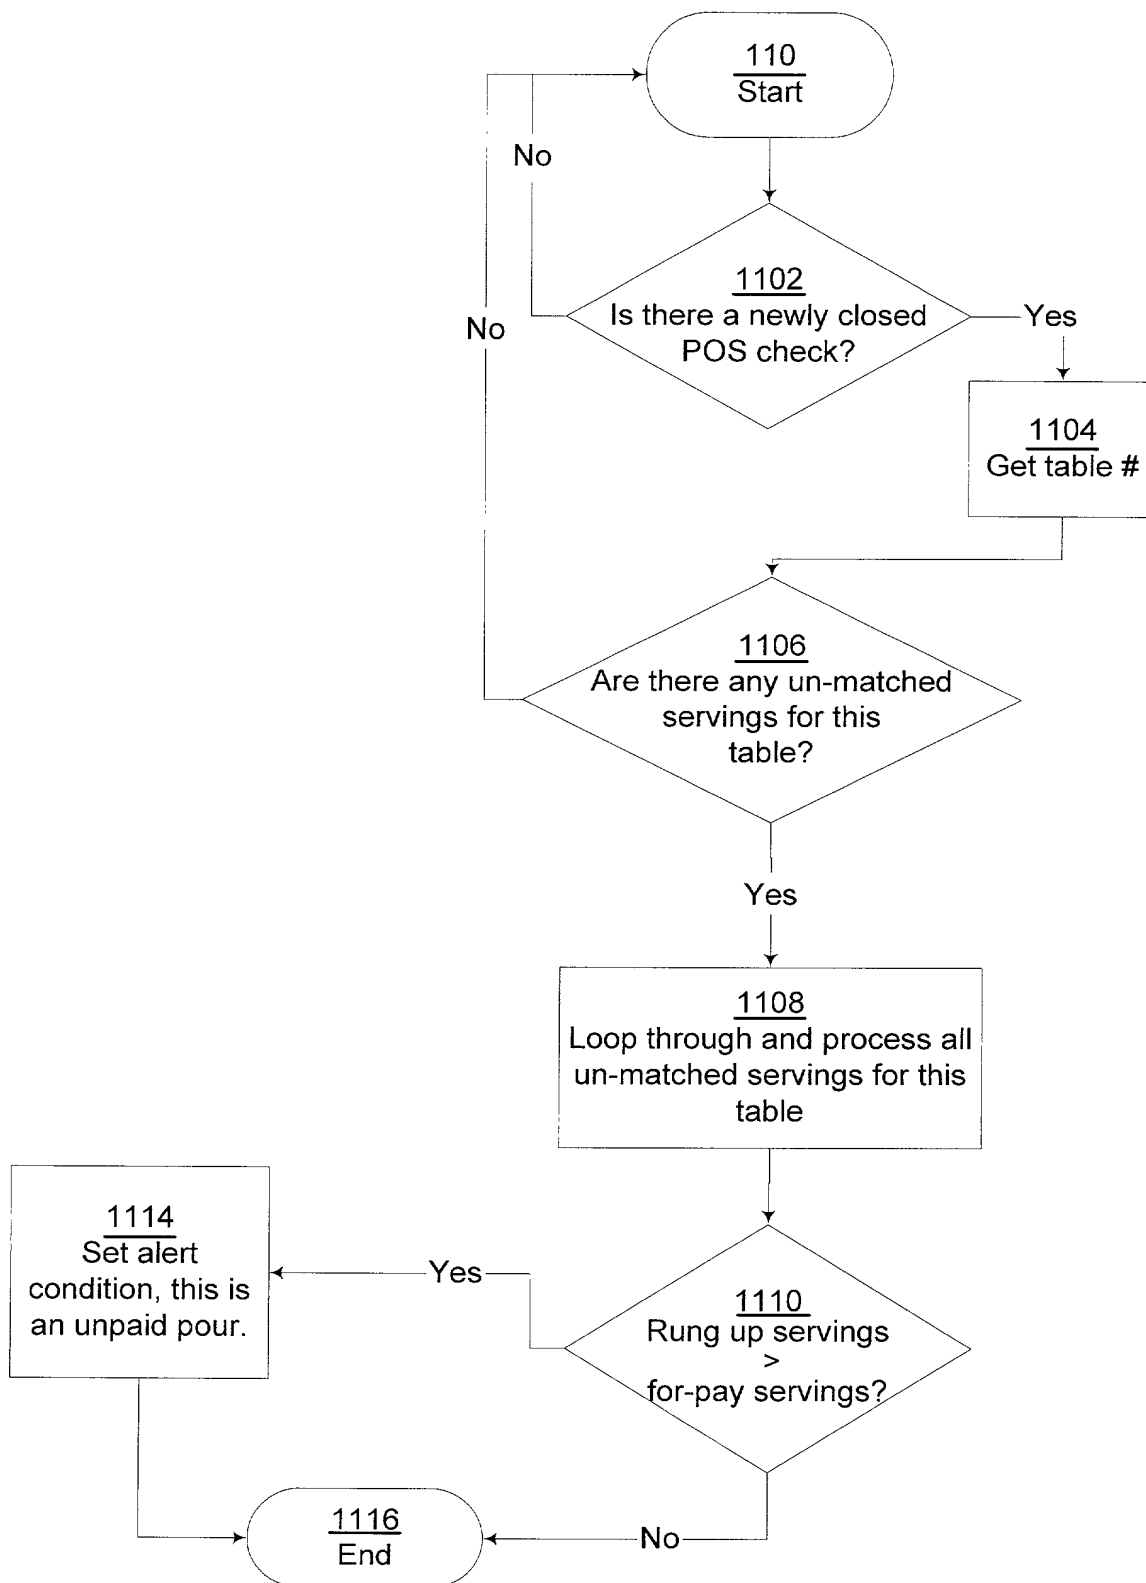 110
Start
No
1102
Is there a newly closed
POS check?
Yes
No
1104
Get table #
1106
Are there any un-matched
servings for this
table?
Yes
1108
Loop through and process all
un-matched servings for this
table
1114
Set alert
condition, this is
an unpaid pour.
Yes
1110
Rung up servings
>
for-pay servings?
1116
End
No